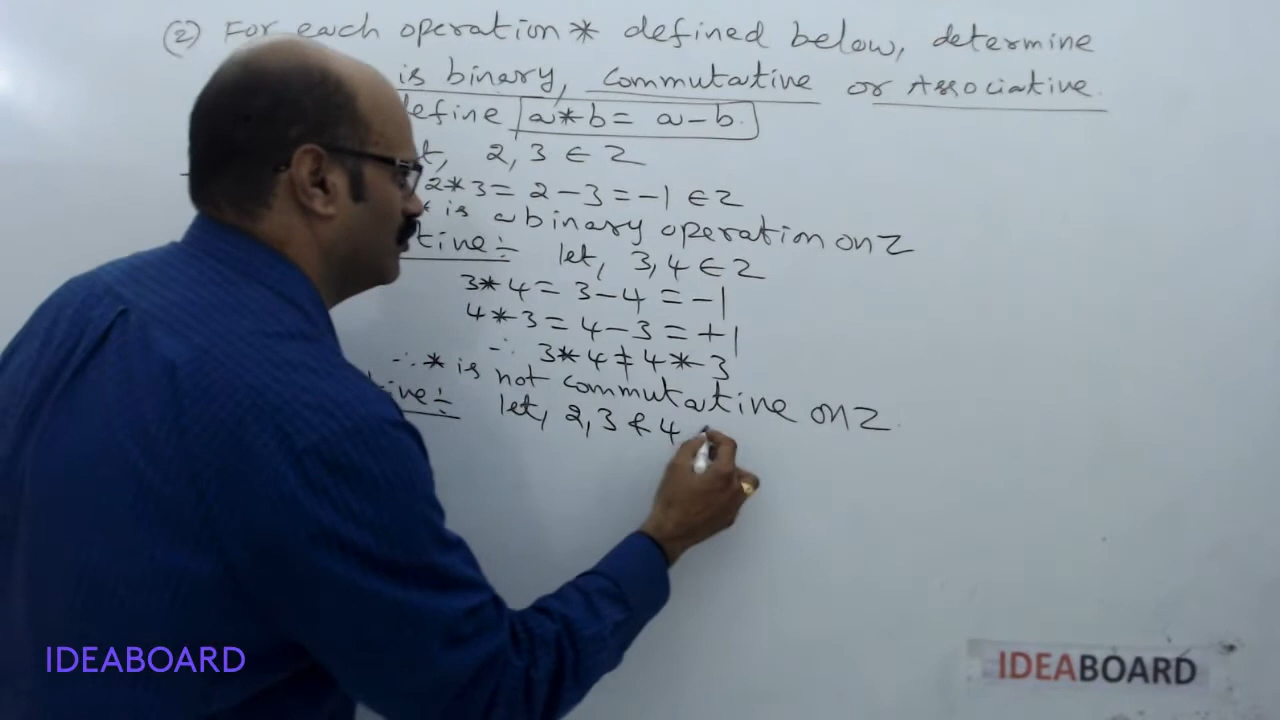 (2) For each operation * defined below, determine
is binary, commutative or Associative.
define a*b = a-b.
2, 3 ∈ Z
2*3 = 2-3 = -1 ∈ Z
* is a binary operation on Z
tive÷ let, 3,4 ∈ Z
3*4 = 3-4 = -1
4*3 = 4-3 = +1
∴ 3*4 ≠ 4*3
∴ * is not commutative on Z.
tive÷ let, 2,3 & 4
IDEABOARD
IDEABOARD